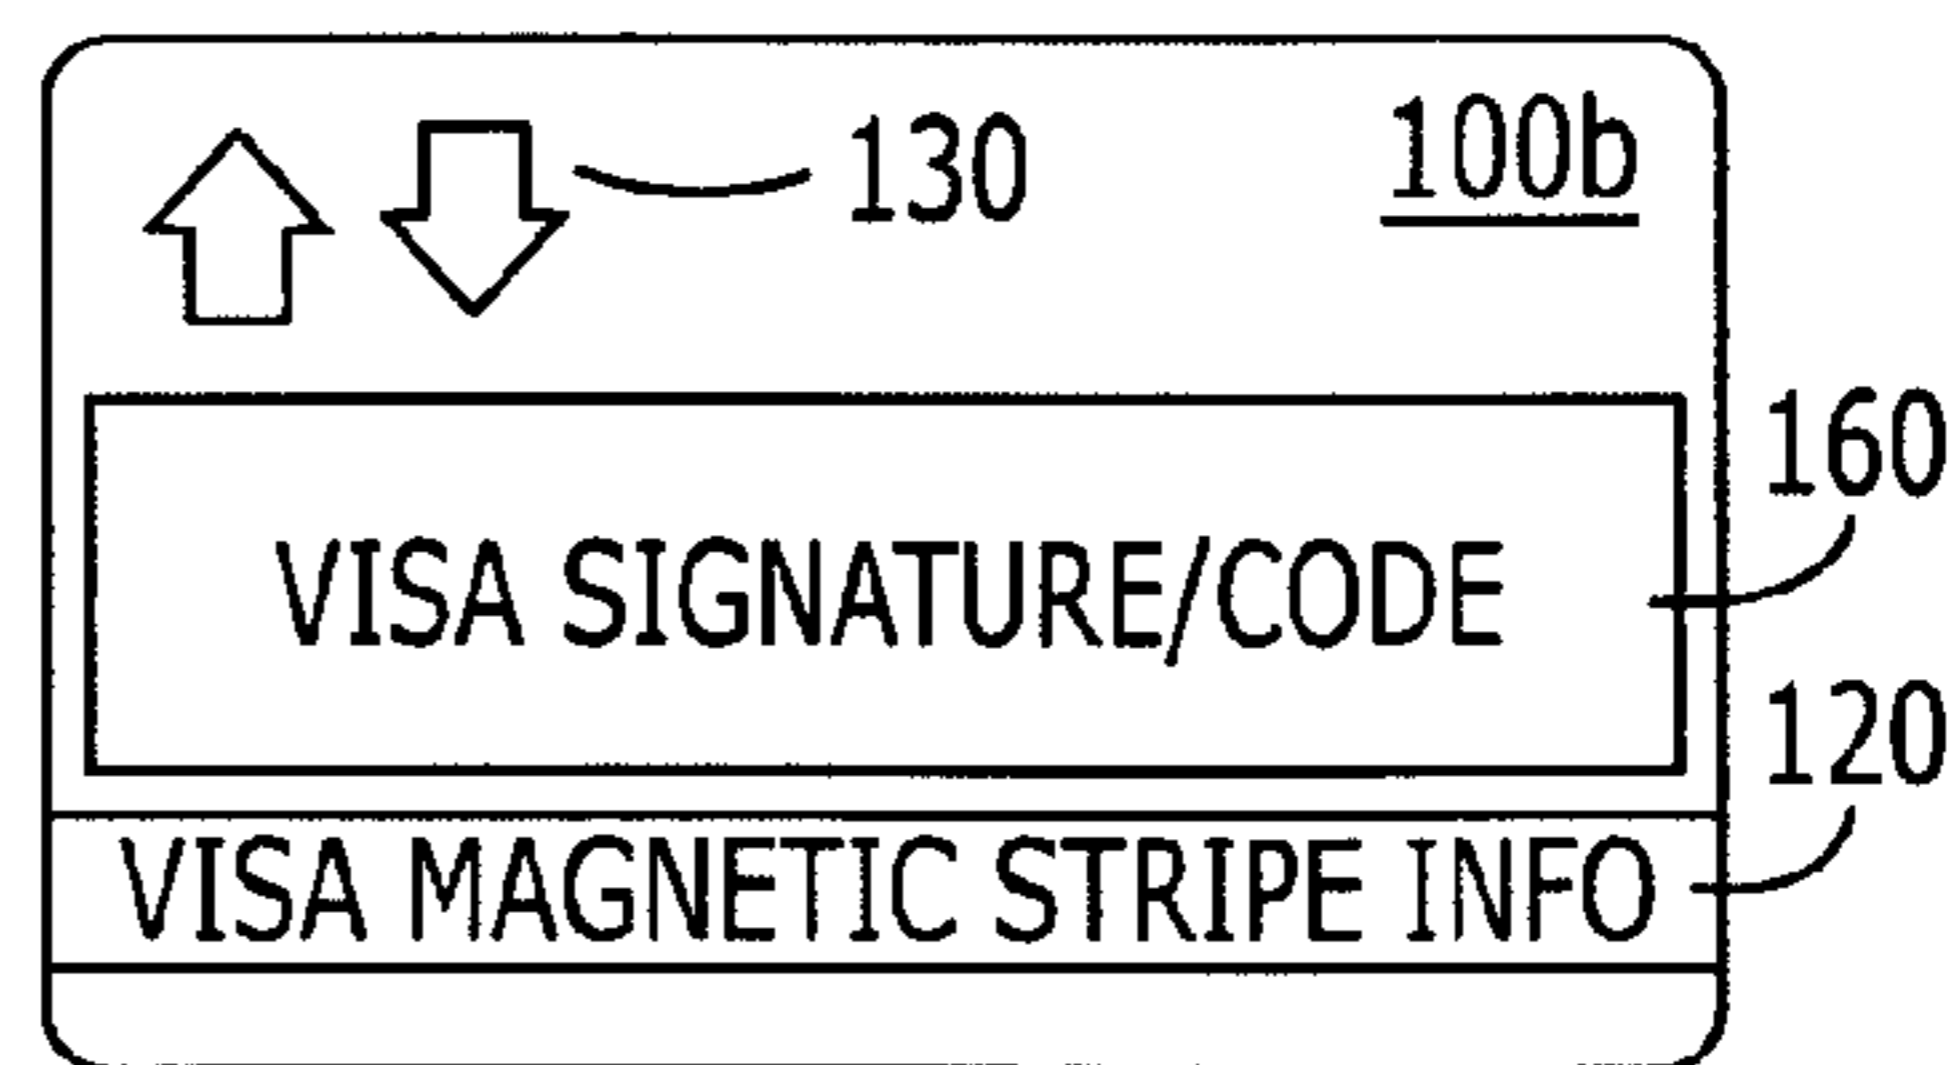 130 100b
160
VISA SIGNATURE/CODE
120
VISA MAGNETIC STRIPE INFO